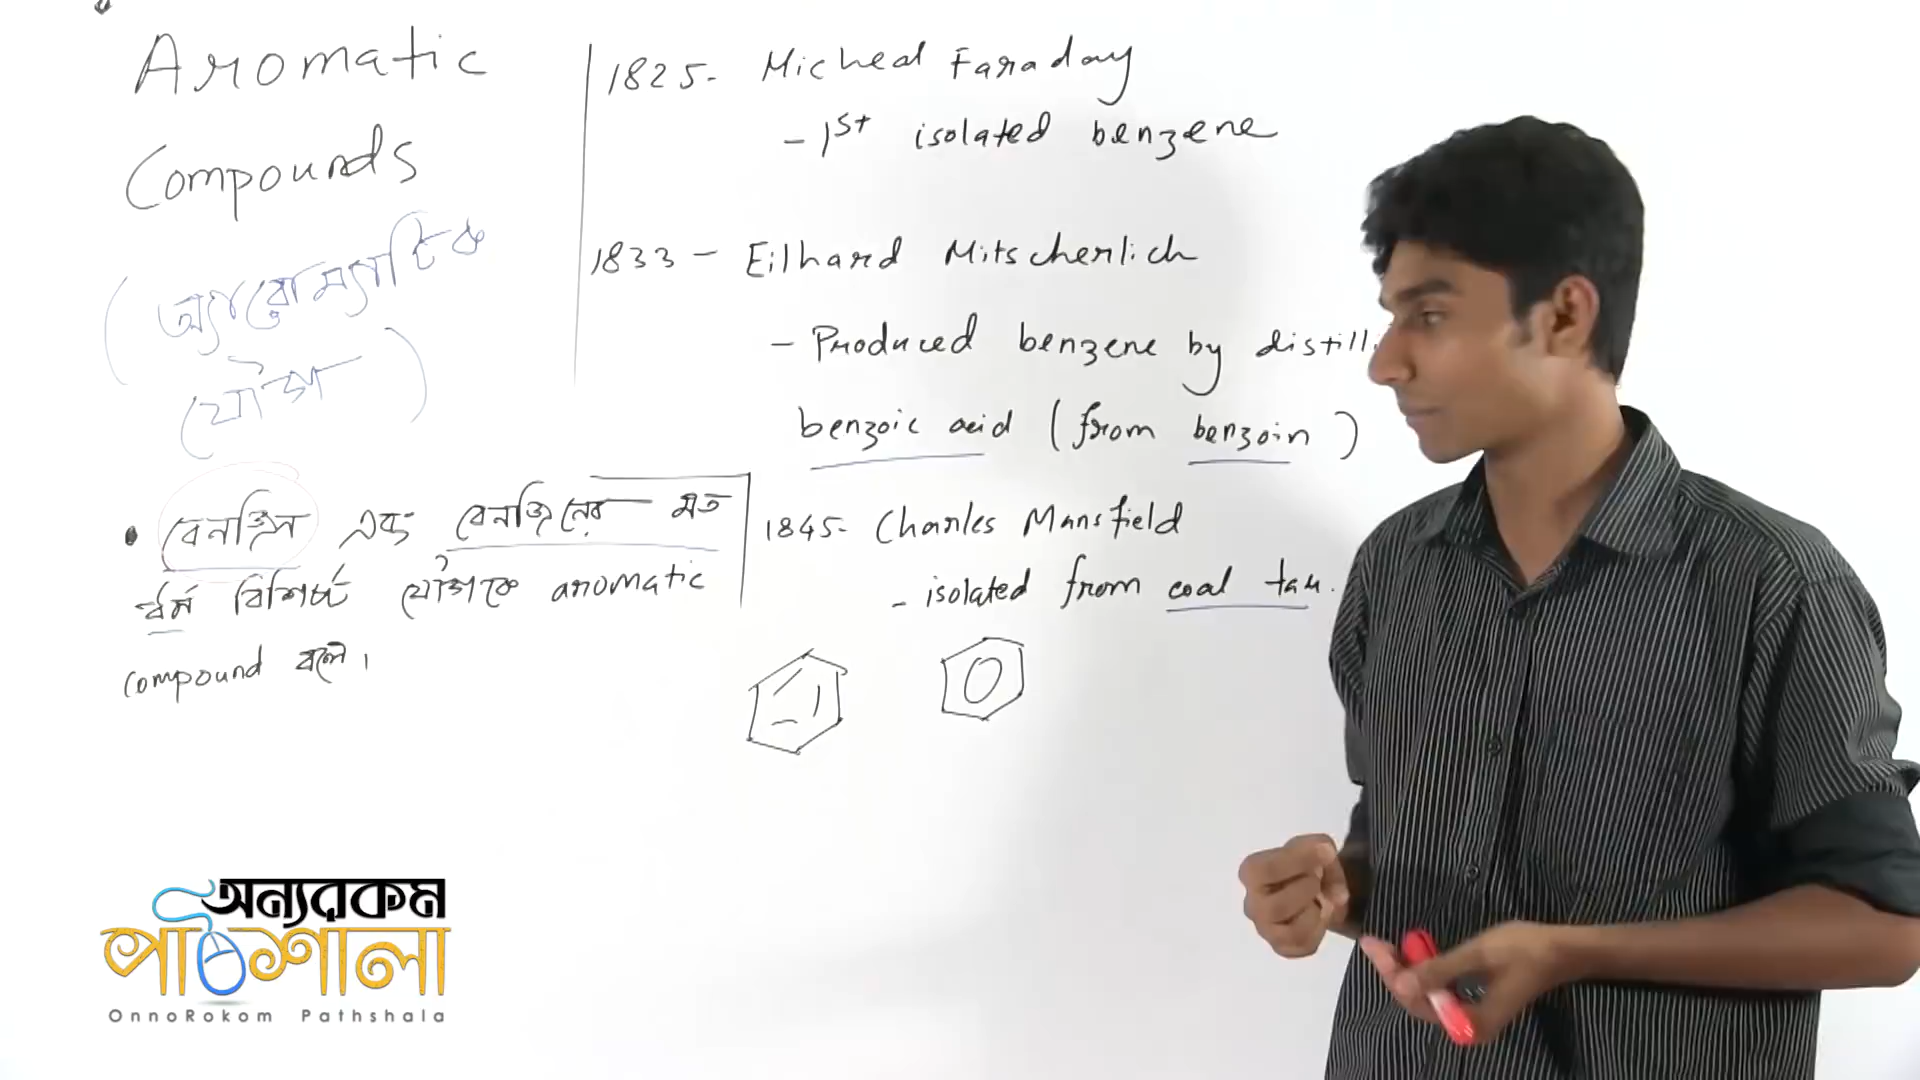 Aromatic
Compounds
(অ্যারোম্যাটিক
যৌগ)
• বেনজিন এবং বেনজিনের মত
ধর্ম বিশিষ্ট যৌগকে aromatic
compound বলে।
1825- Micheal Faraday
- 1st isolated benzene
1833 - Eilhard Mitscherlich
- Produced benzene by distill
benzoic acid (from benzoin)
1845- Charles Mansfield
- isolated from coal tar.
অন্যরকম
পাঠশালা
OnnoRokom Pathshala